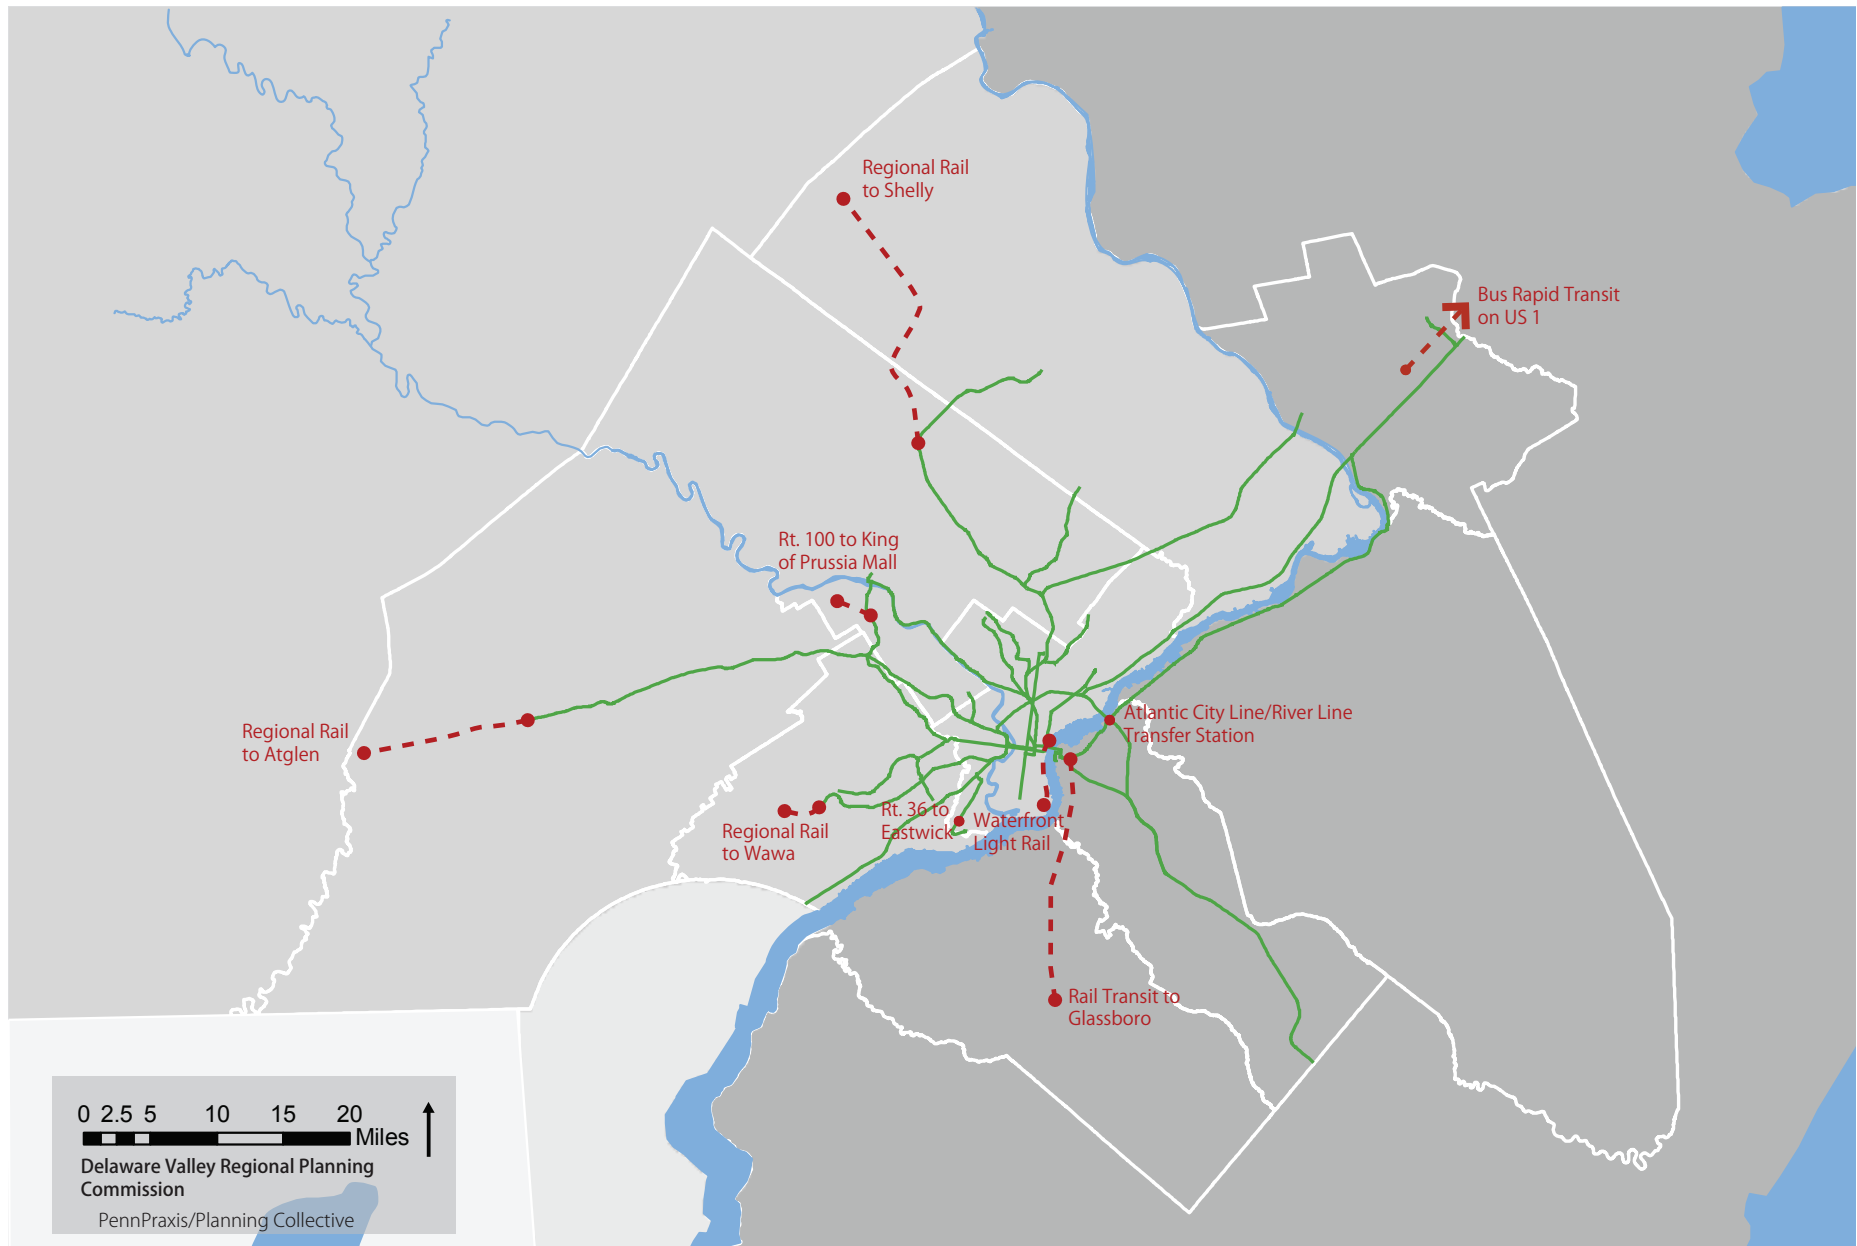 Regional Rail
to Shelly
Bus Rapid Transit
on US 1
Rt. 100 to King
of Prussia Mall
Regional Rail
to Atglen
Atlantic City Line/River Line
Transfer Station
Rt. 36 to
Eastwick
Waterfront
Light Rail
Regional Rail
to Wawa
Rail Transit to
Glassboro
0 2.5 5 10 15 20
Miles
Delaware Valley Regional Planning
Commission
PennPraxis/Planning Collective